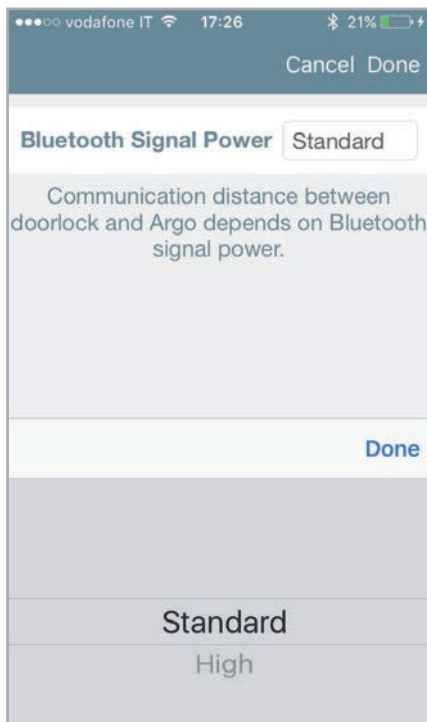 vodafone IT 17:26 21%
Cancel Done
Bluetooth Signal Power Standard
Communication distance between
doorlock and Argo depends on Bluetooth
signal power.
Done
Standard
High